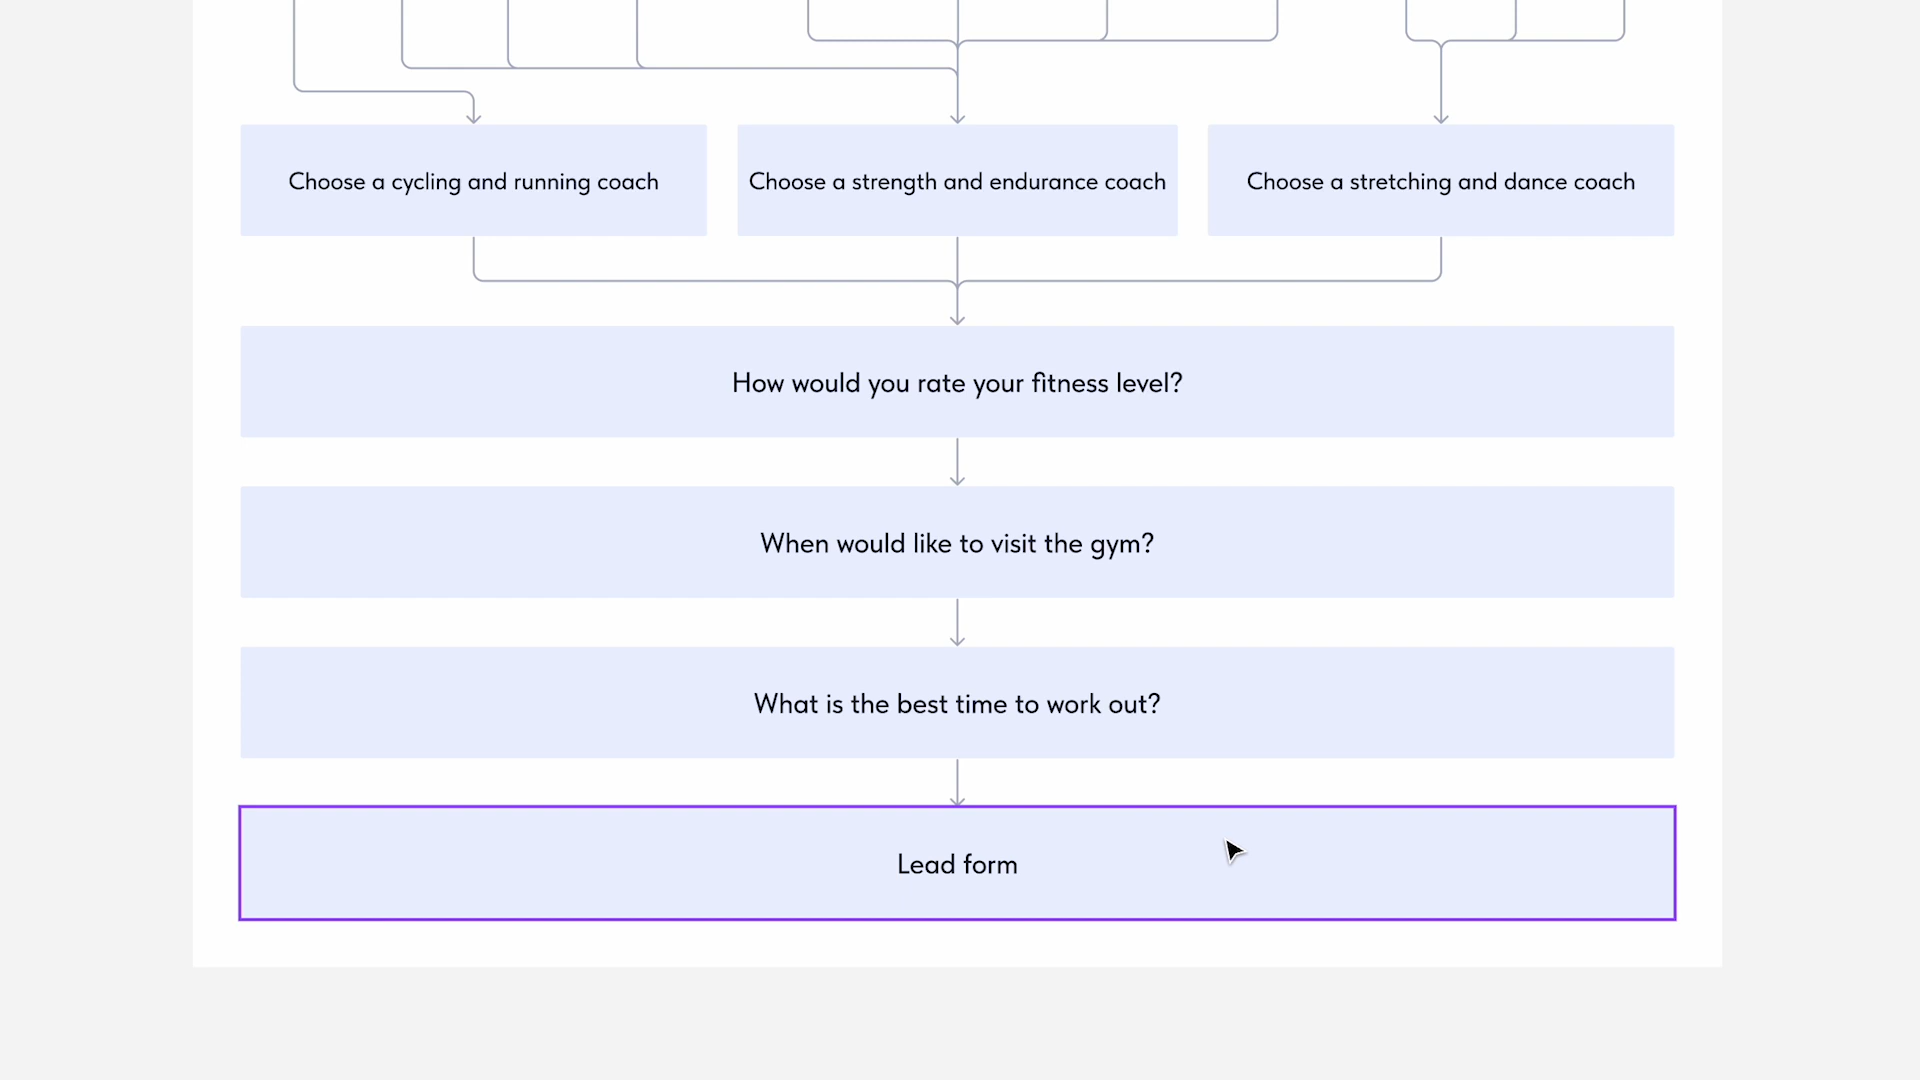 Choose a cycling and running coach
Choose a strength and endurance coach
Choose a stretching and dance coach
How would you rate your fitness level?
When would like to visit the gym?
What is the best time to work out?
Lead form